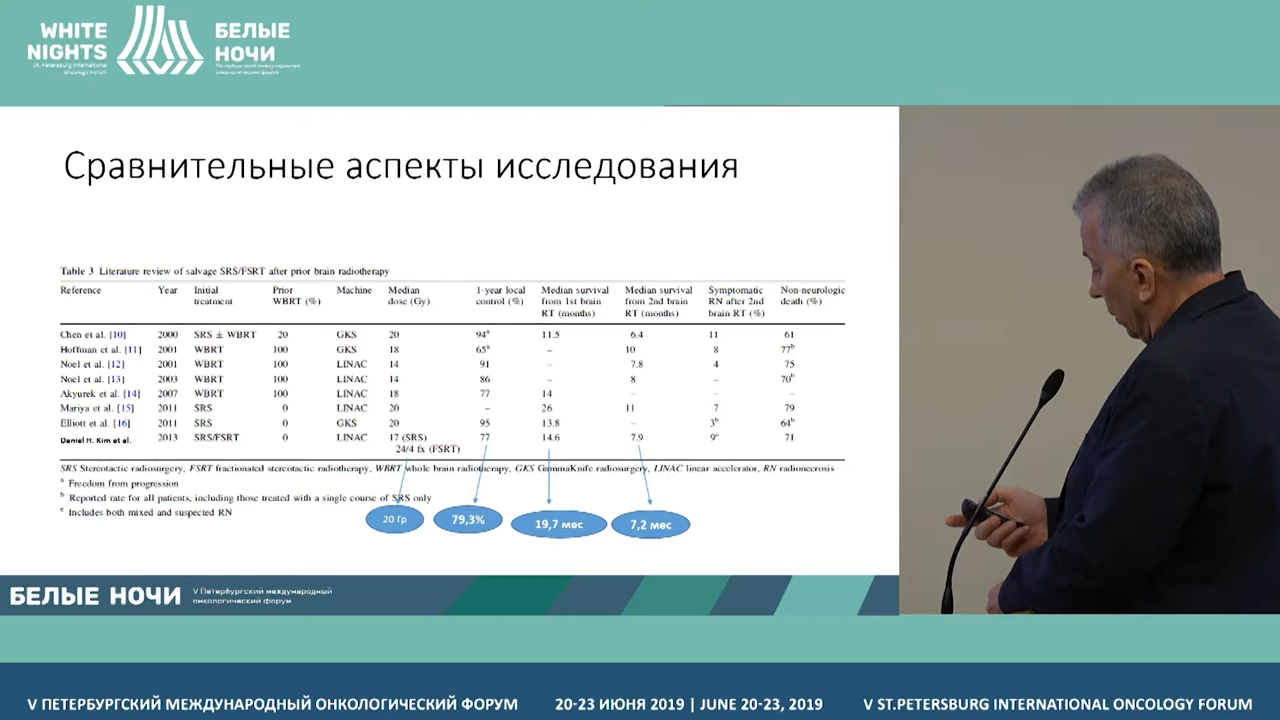 WHITE
NIGHTS
St. Petersburg International
Oncology Forum
БЕЛЫЕ
НОЧИ
Петербургский международный
онкологический форум
Сравнительные аспекты исследования
Table 3 Literature review of salvage SRS/FSRT after prior brain radiotherapy
Reference Year Initial treatment Prior WBRT (%) Machine Median dose (Gy) 1-year local control (%) Median survival from 1st brain RT (months) Median survival from 2nd brain RT (months) Symptomatic RN after 2nd brain RT (%) Non-neurologic death (%)
Chen et al. [10] 2000 SRS ± WBRT 20 GKS 20 94a 11.5 6.4 11 61
Hoffman et al. [11] 2001 WBRT 100 GKS 18 65a – 10 8 77b
Noel et al. [12] 2001 WBRT 100 LINAC 14 91 – 7.8 4 75
Noel et al. [13] 2003 WBRT 100 LINAC 14 86 – 8 – 70b
Akyurek et al. [14] 2007 WBRT 100 LINAC 18 77 14 – – –
Mariya et al. [15] 2011 SRS 0 LINAC 20 – 26 11 7 79
Elliott et al. [16] 2011 SRS 0 GKS 20 95 13.8 – 3b 64b
Daniel H. Kim et al. 2013 SRS/FSRT 0 LINAC 17 (SRS) 77 14.6 7.9 9c 71
24/4 fx (FSRT)
SRS Stereotactic radiosurgery, FSRT fractionated stereotactic radiotherapy, WBRT whole brain radiotherapy, GKS GammaKnife radiosurgery, LINAC linear accelerator, RN radionecrosis
a Freedom from progression
b Reported rate for all patients, including those treated with a single course of SRS only
c Includes both mixed and suspected RN
20 Гр 79,3% 19,7 мес 7,2 мес
БЕЛЫЕ НОЧИ
V Петербургский международный
онкологический форум
V ПЕТЕРБУРГСКИЙ МЕЖДУНАРОДНЫЙ ОНКОЛОГИЧЕСКИЙ ФОРУМ 20-23 ИЮНЯ 2019 | JUNE 20-23, 2019 V ST.PETERSBURG INTERNATIONAL ONCOLOGY FORUM